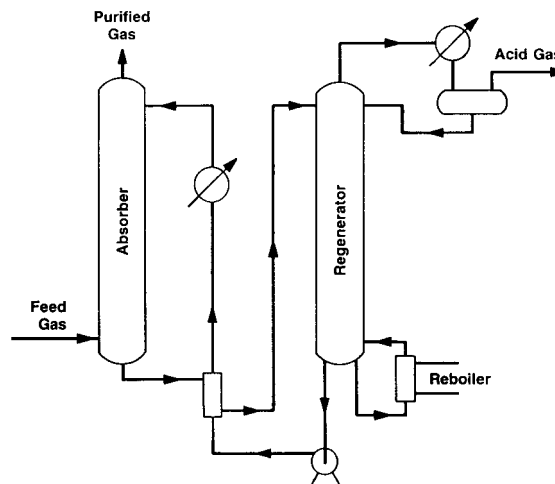 Purified
Gas
Acid Gas
Absorber
Regenerator
Feed
Gas
Reboiler